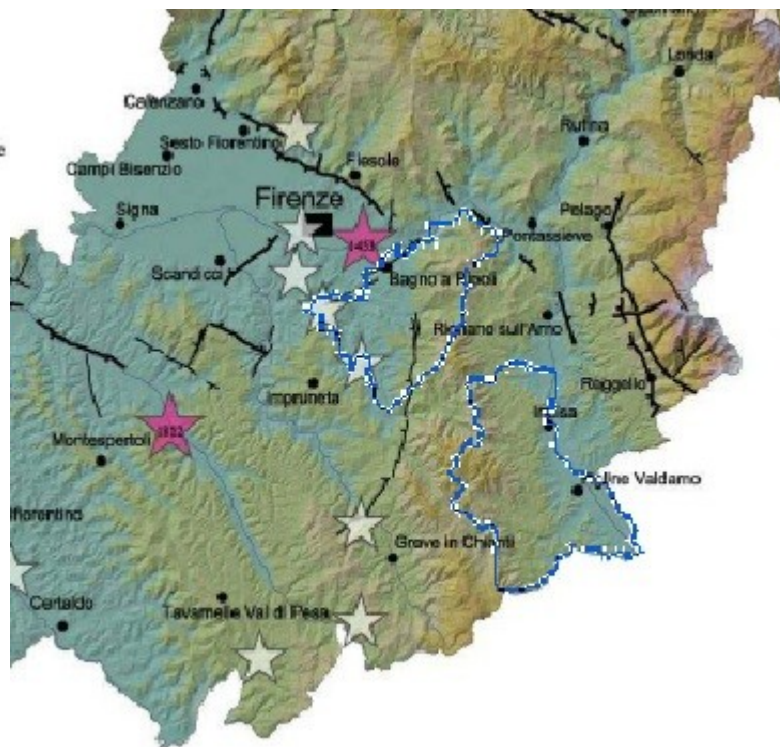 Londa
Calenzano
Rufina
Sesto Fiorentino
Campi Bisenzio
Fiesole
Firenze
Signa
Pelago
Pontassieve
Scandicci
Bagno a Ripoli
Rignano sull'Arno
Reggello
Impruneta
Incisa
Montespertoli
Figline Valdarno
fiorentino
Greve in Chianti
Certaldo
Tavarnelle Val di Pesa